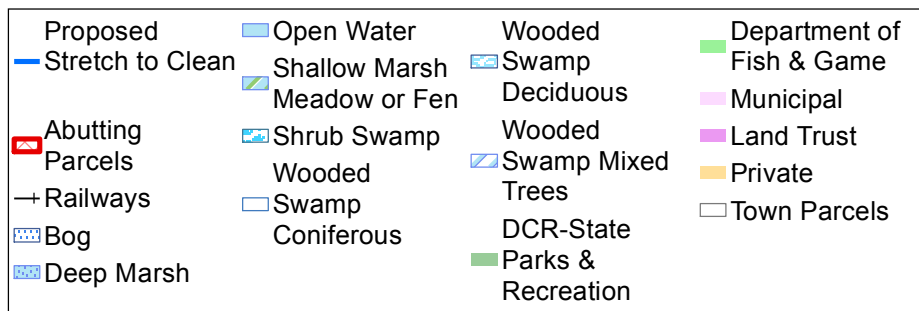 Proposed
Stretch to Clean
Abutting
Parcels
Railways
Bog
Deep Marsh
Open Water
Shallow Marsh
Meadow or Fen
Shrub Swamp
Wooded
Swamp
Coniferous
Wooded
Swamp
Deciduous
Wooded
Swamp Mixed
Trees
DCR-State
Parks &
Recreation
Department of
Fish & Game
Municipal
Land Trust
Private
Town Parcels